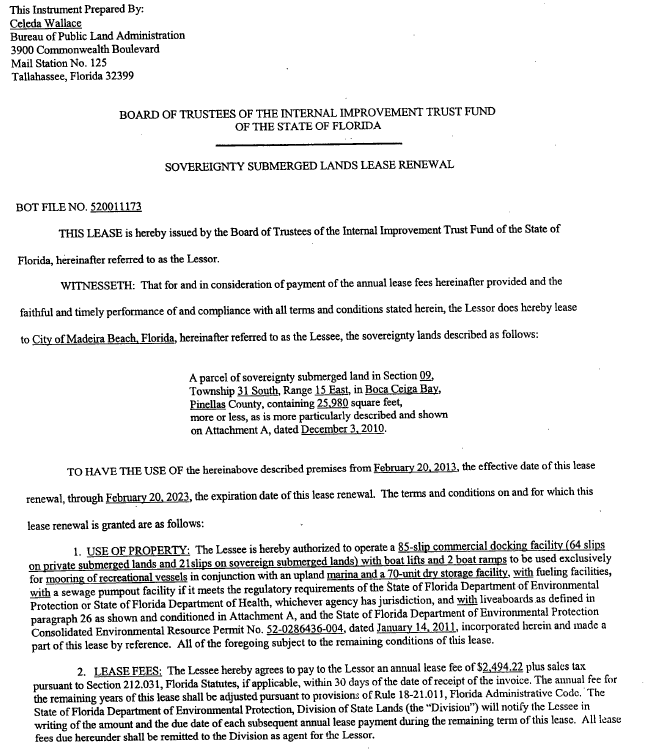 This Instrument Prepared By:
Celeda Wallace
Bureau of Public Land Administration
3900 Commonwealth Boulevard
Mail Station No. 125
Tallahassee, Florida 32399
BOARD OF TRUSTEES OF THE INTERNAL IMPROVEMENT TRUST FUND
OF THE STATE OF FLORIDA
SOVEREIGNTY SUBMERGED LANDS LEASE RENEWAL
BOT FILE NO. 520011173
THIS LEASE is hereby issued by the Board of Trustees of the Internal Improvement Trust Fund of the State of
Florida, hereinafter referred to as the Lessor.
WITNESSETH: That for and in consideration of payment of the annual lease fees hereinafter provided and the
faithful and timely performance of and compliance with all terms and conditions stated herein, the Lessor does hereby lease
to City of Madeira Beach, Florida, hereinafter referred to as the Lessee, the sovereignty lands described as follows:
A parcel of sovereignty submerged land in Section 09,
Township 31 South, Range 15 East, in Boca Ceiga Bay,
Pinellas County, containing 25,980 square feet,
more or less, as is more particularly described and shown
on Attachment A, dated December 3, 2010.
TO HAVE THE USE OF the hereinabove described premises from February 20, 2013, the effective date of this lease
renewal, through February 20, 2023, the expiration date of this lease renewal. The terms and conditions on and for which this
lease renewal is granted are as follows:
1. USE OF PROPERTY: The Lessee is hereby authorized to operate a 85-slip commercial docking facility (64 slips
on private submerged lands and 21slips on sovereign submerged lands) with boat lifts and 2 boat ramps to be used exclusively
for mooring of recreational vessels in conjunction with an upland marina and a 70-unit dry storage facility, with fueling facilities,
with a sewage pumpout facility if it meets the regulatory requirements of the State of Florida Department of Environmental
Protection or State of Florida Department of Health, whichever agency has jurisdiction, and with liveaboards as defined in
paragraph 26 as shown and conditioned in Attachment A, and the State of Florida Department of Environmental Protection
Consolidated Environmental Resource Permit No. 52-0286436-004, dated January 14, 2011, incorporated herein and made a
part of this lease by reference. All of the foregoing subject to the remaining conditions of this lease.
2. LEASE FEES: The Lessee hereby agrees to pay to the Lessor an annual lease fee of $2,494.22 plus sales tax
pursuant to Section 212.031, Florida Statutes, if applicable, within 30 days of the date of receipt of the invoice. The annual fee for
the remaining years of this lease shall be adjusted pursuant to provisions of Rule 18-21.011, Florida Administrative Code. The
State of Florida Department of Environmental Protection, Division of State Lands (the "Division") will notify the Lessee in
writing of the amount and the due date of each subsequent annual lease payment during the remaining term of this lease. All lease
fees due hereunder shall be remitted to the Division as agent for the Lessor.